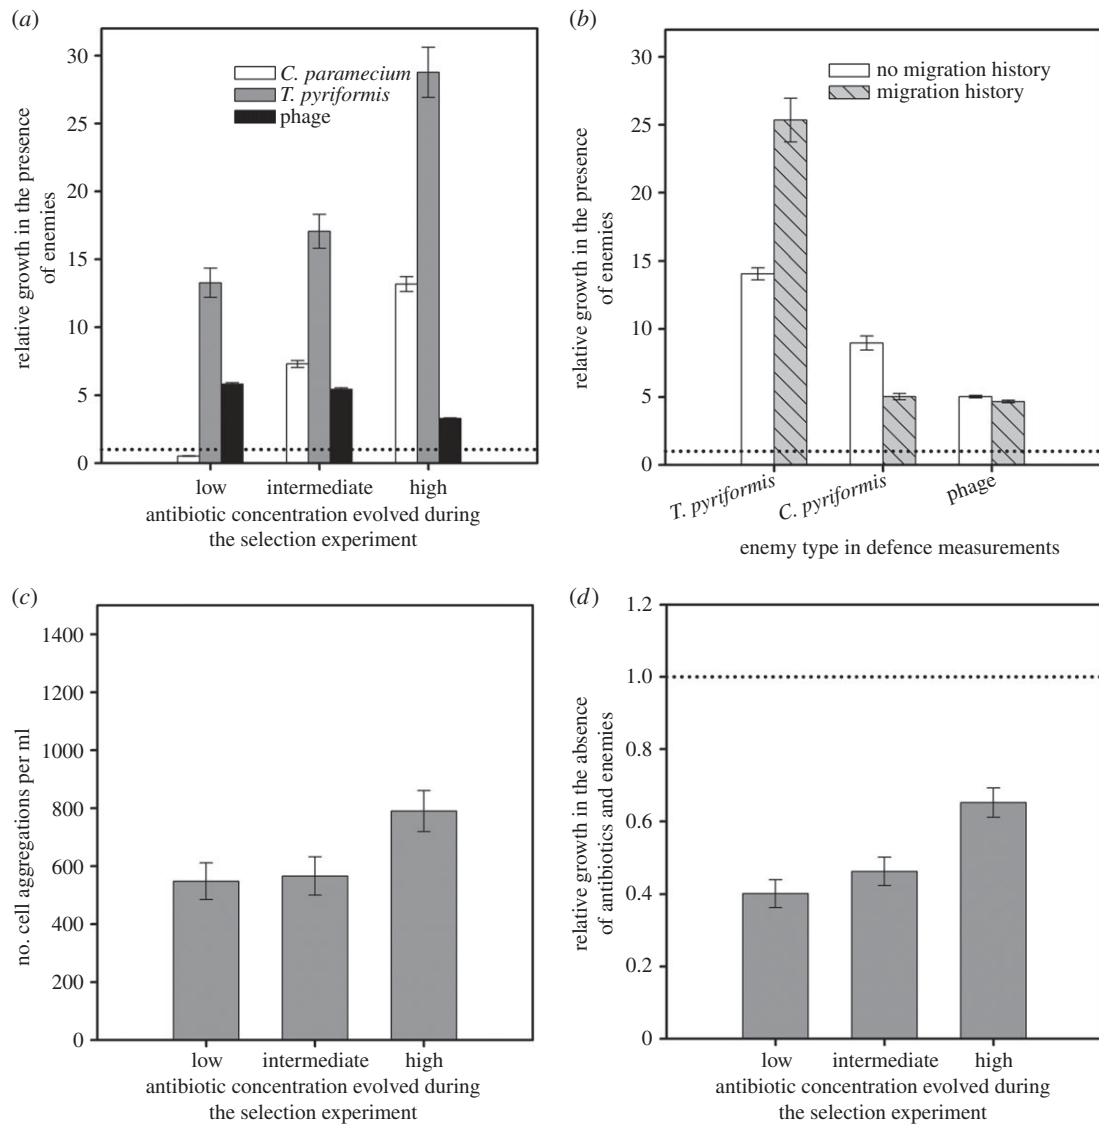 (a)
30
25
20
15
10
5
0
relative growth in the presence
of enemies
C. paramecium
T. pyriformis
phage
low intermediate high
antibiotic concentration evolved during
the selection experiment
(b)
30
25
20
15
10
5
0
relative growth in the presence
of enemies
no migration history
migration history
T. pyriformis
C. pyriformis
phage
enemy type in defence measurements
(c)
1400
1200
1000
800
600
400
200
0
no. cell aggregations per ml
low intermediate high
antibiotic concentration evolved during
the selection experiment
(d)
1.2
1.0
0.8
0.6
0.4
0.2
0
relative growth in the absence
of antibiotics and enemies
low intermediate high
antibiotic concentration evolved during
the selection experiment